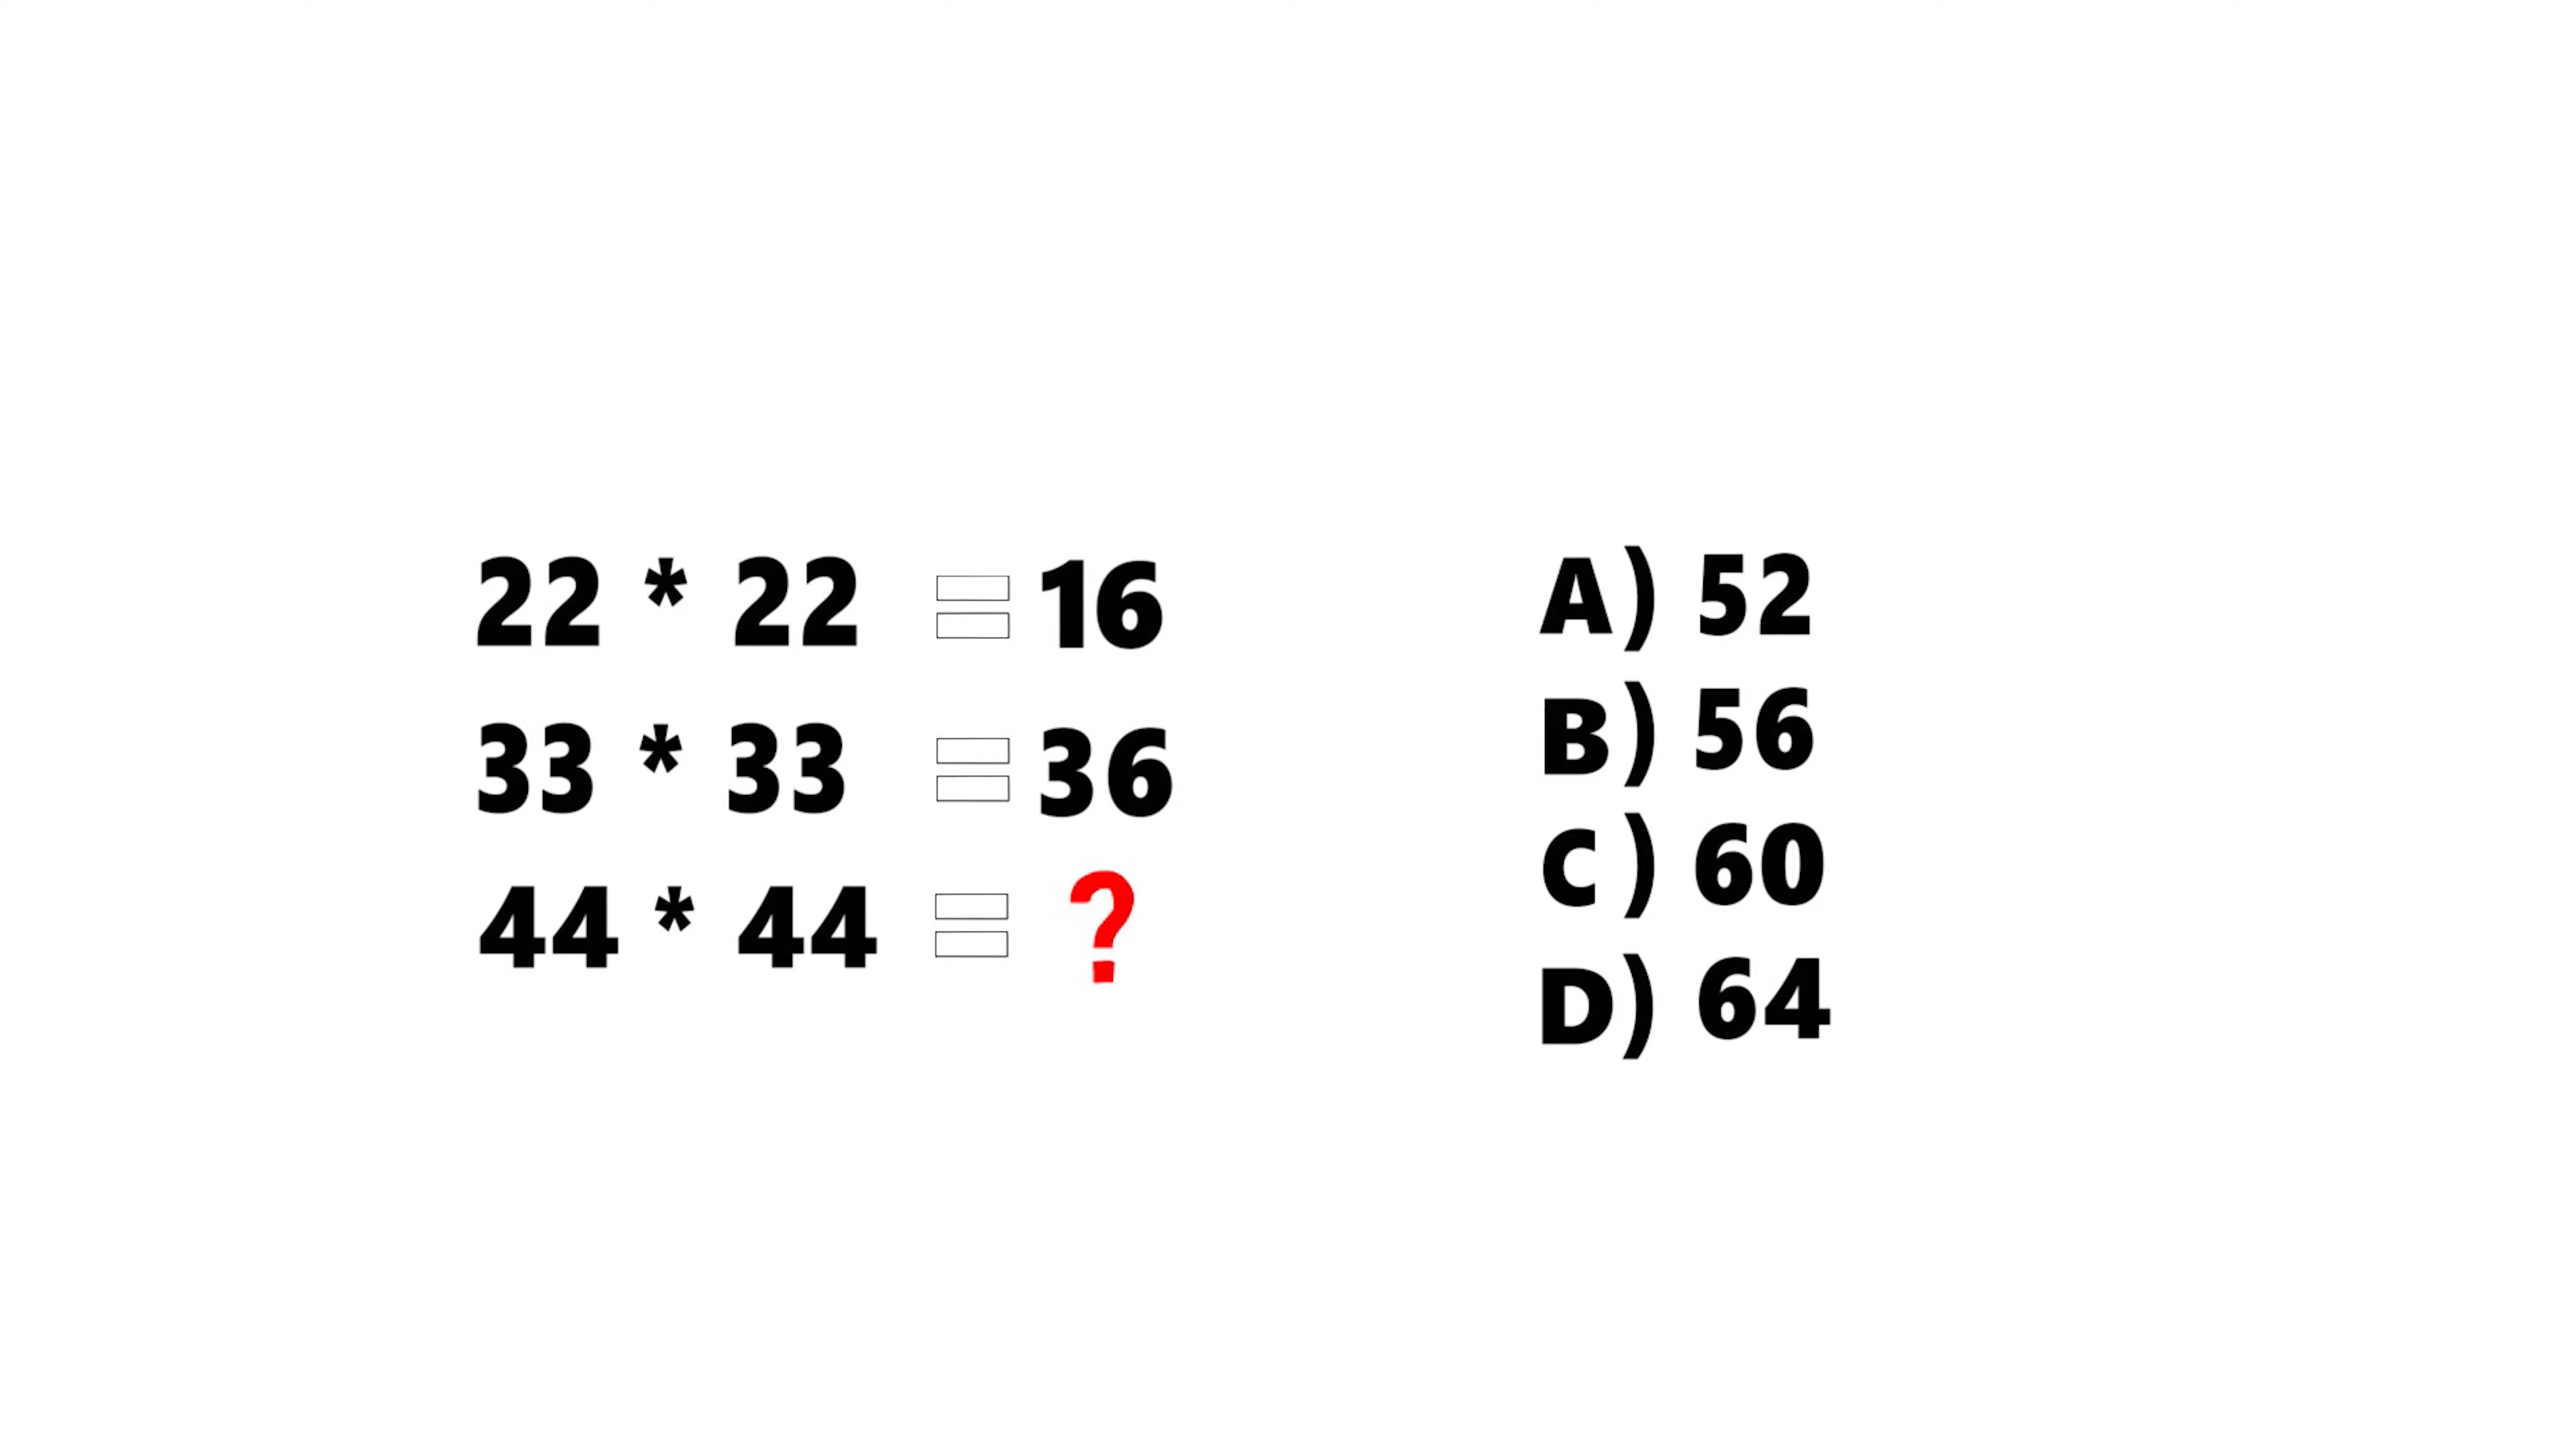 22 * 22 = 16
33 * 33 = 36
44 * 44 = ?
A) 52
B) 56
C) 60
D) 64